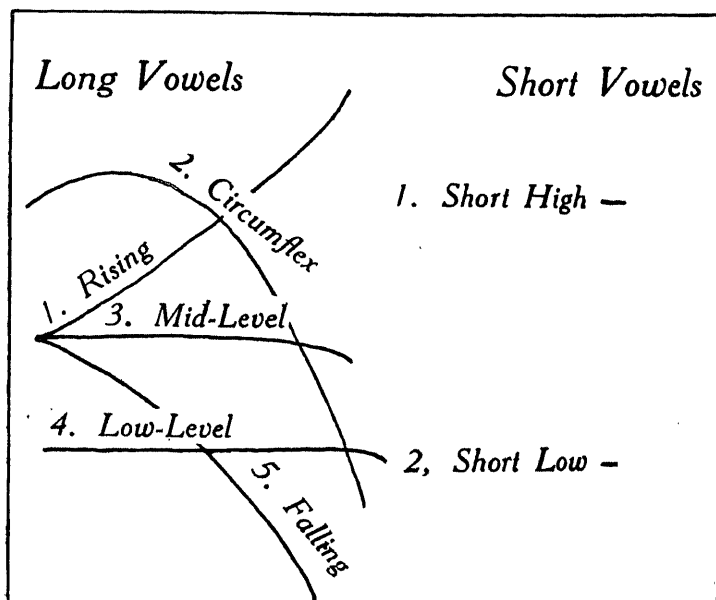 Long Vowels
Short Vowels
2. Circumflex
1. Short High –
1. Rising
3. Mid-Level
4. Low-Level
2, Short Low –
5. Falling